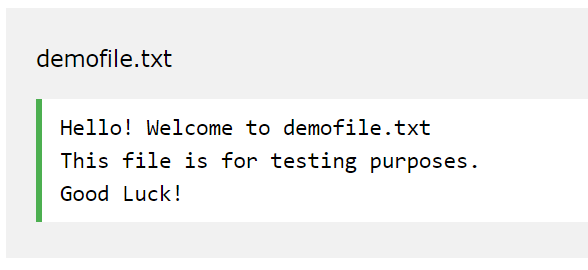 demofile.txt
Hello! Welcome to demofile.txt
This file is for testing purposes.
Good Luck!